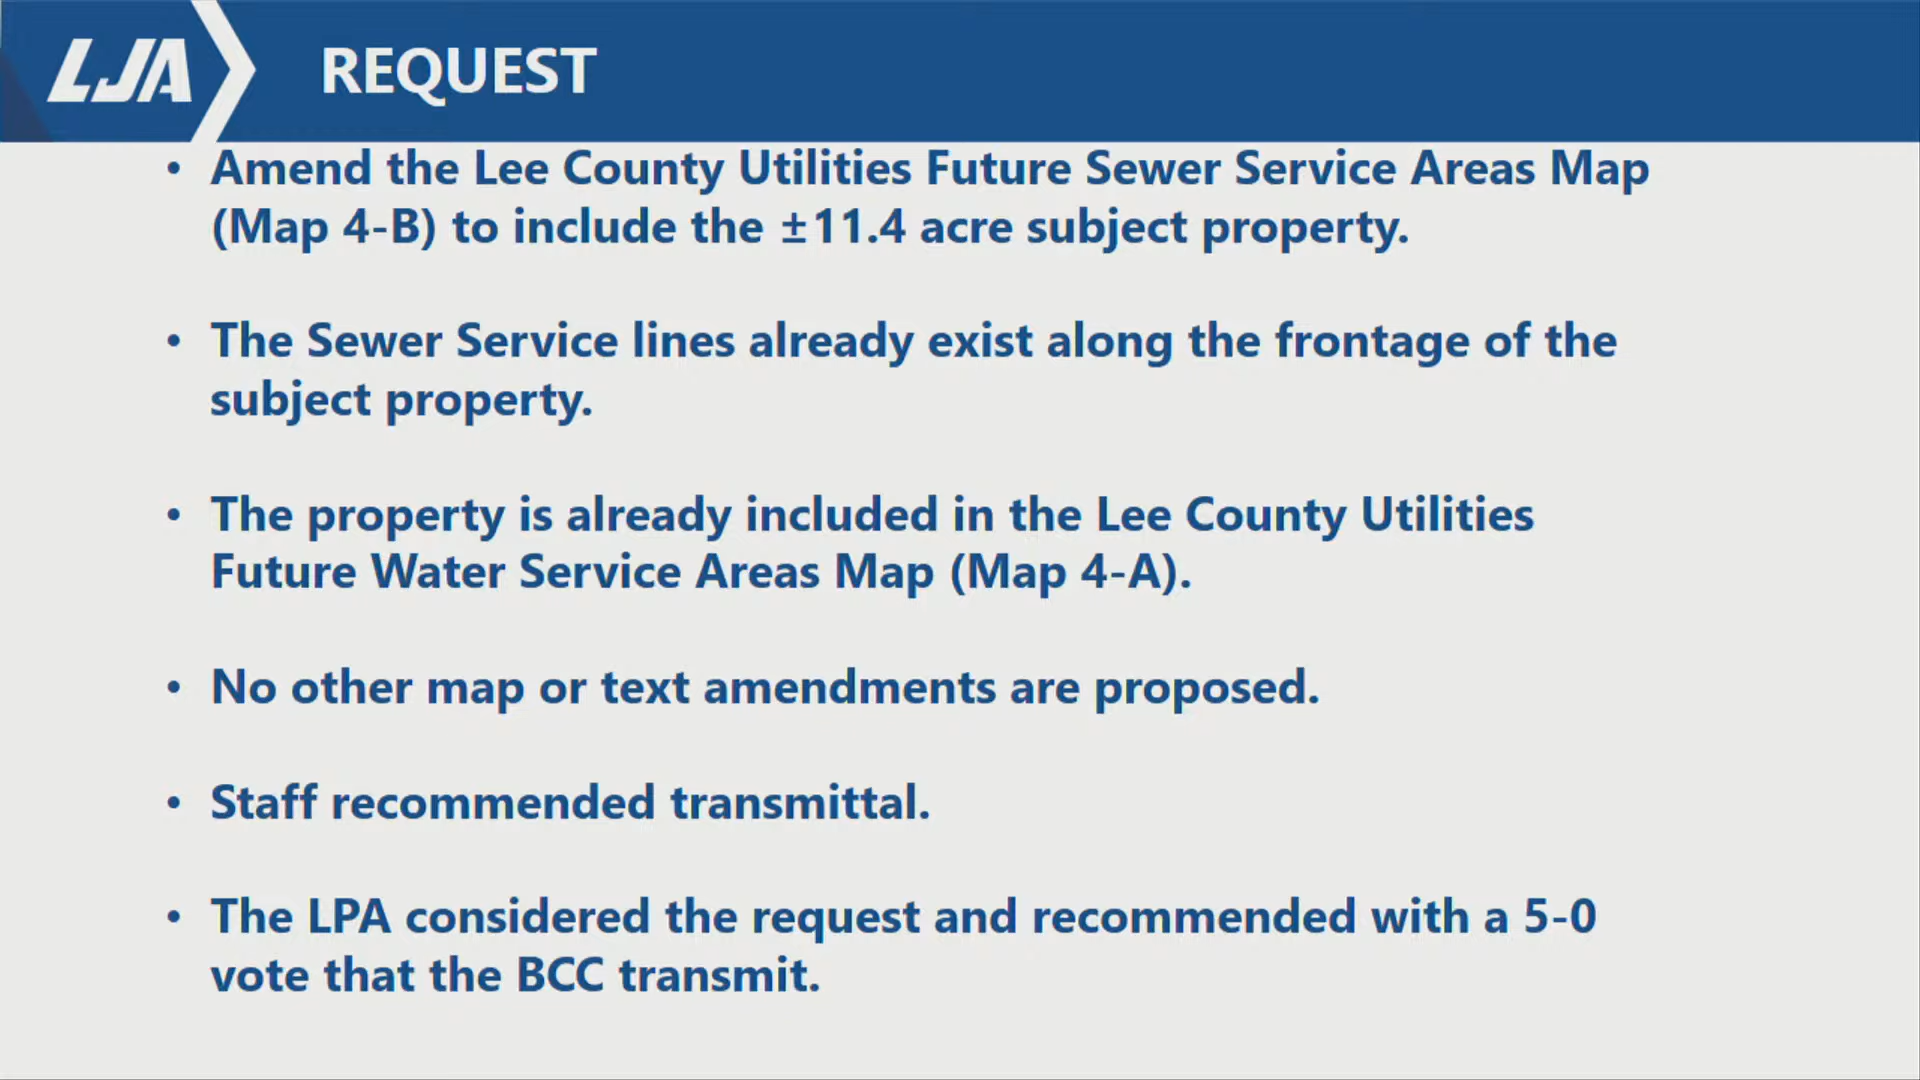 LJA
REQUEST
• Amend the Lee County Utilities Future Sewer Service Areas Map
(Map 4-B) to include the ±11.4 acre subject property.
• The Sewer Service lines already exist along the frontage of the
subject property.
• The property is already included in the Lee County Utilities
Future Water Service Areas Map (Map 4-A).
• No other map or text amendments are proposed.
• Staff recommended transmittal.
• The LPA considered the request and recommended with a 5-0
vote that the BCC transmit.